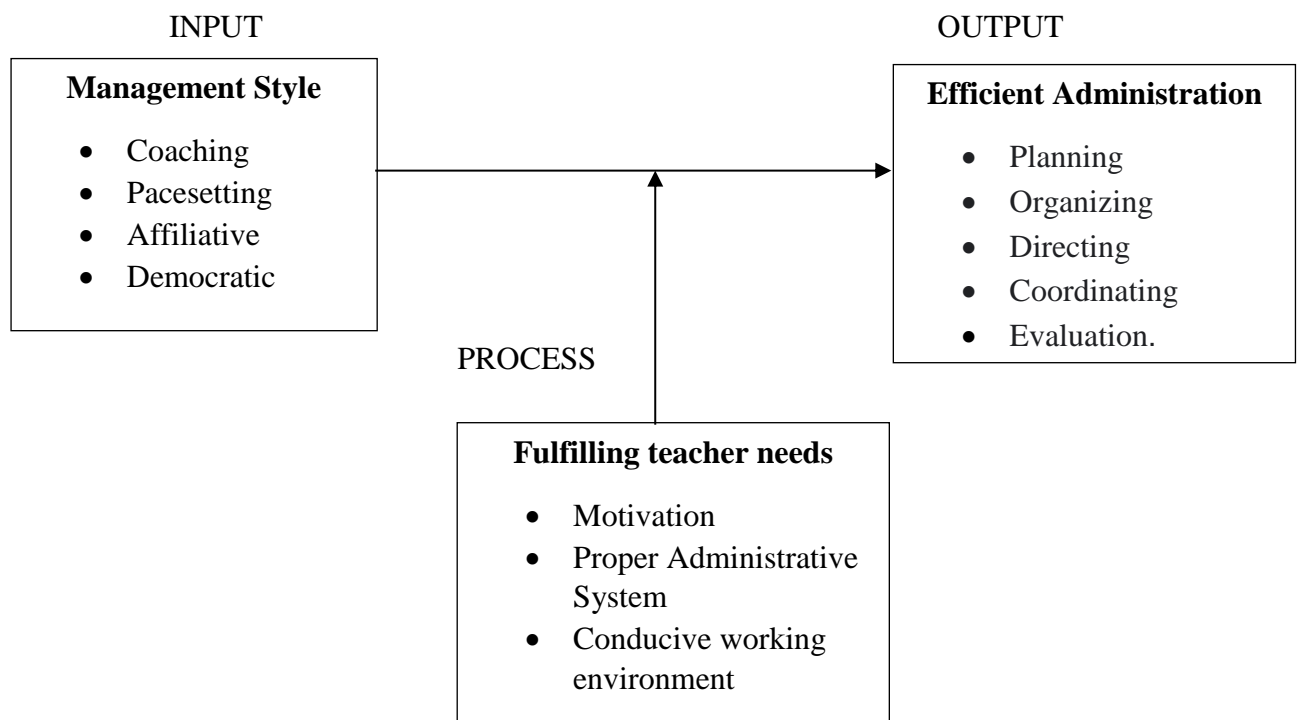 INPUT
OUTPUT
Management Style
• Coaching
• Pacesetting
• Affiliative
• Democratic
Efficient Administration
• Planning
• Organizing
• Directing
• Coordinating
• Evaluation.
PROCESS
Fulfilling teacher needs
• Motivation
• Proper Administrative
System
• Conducive working
environment